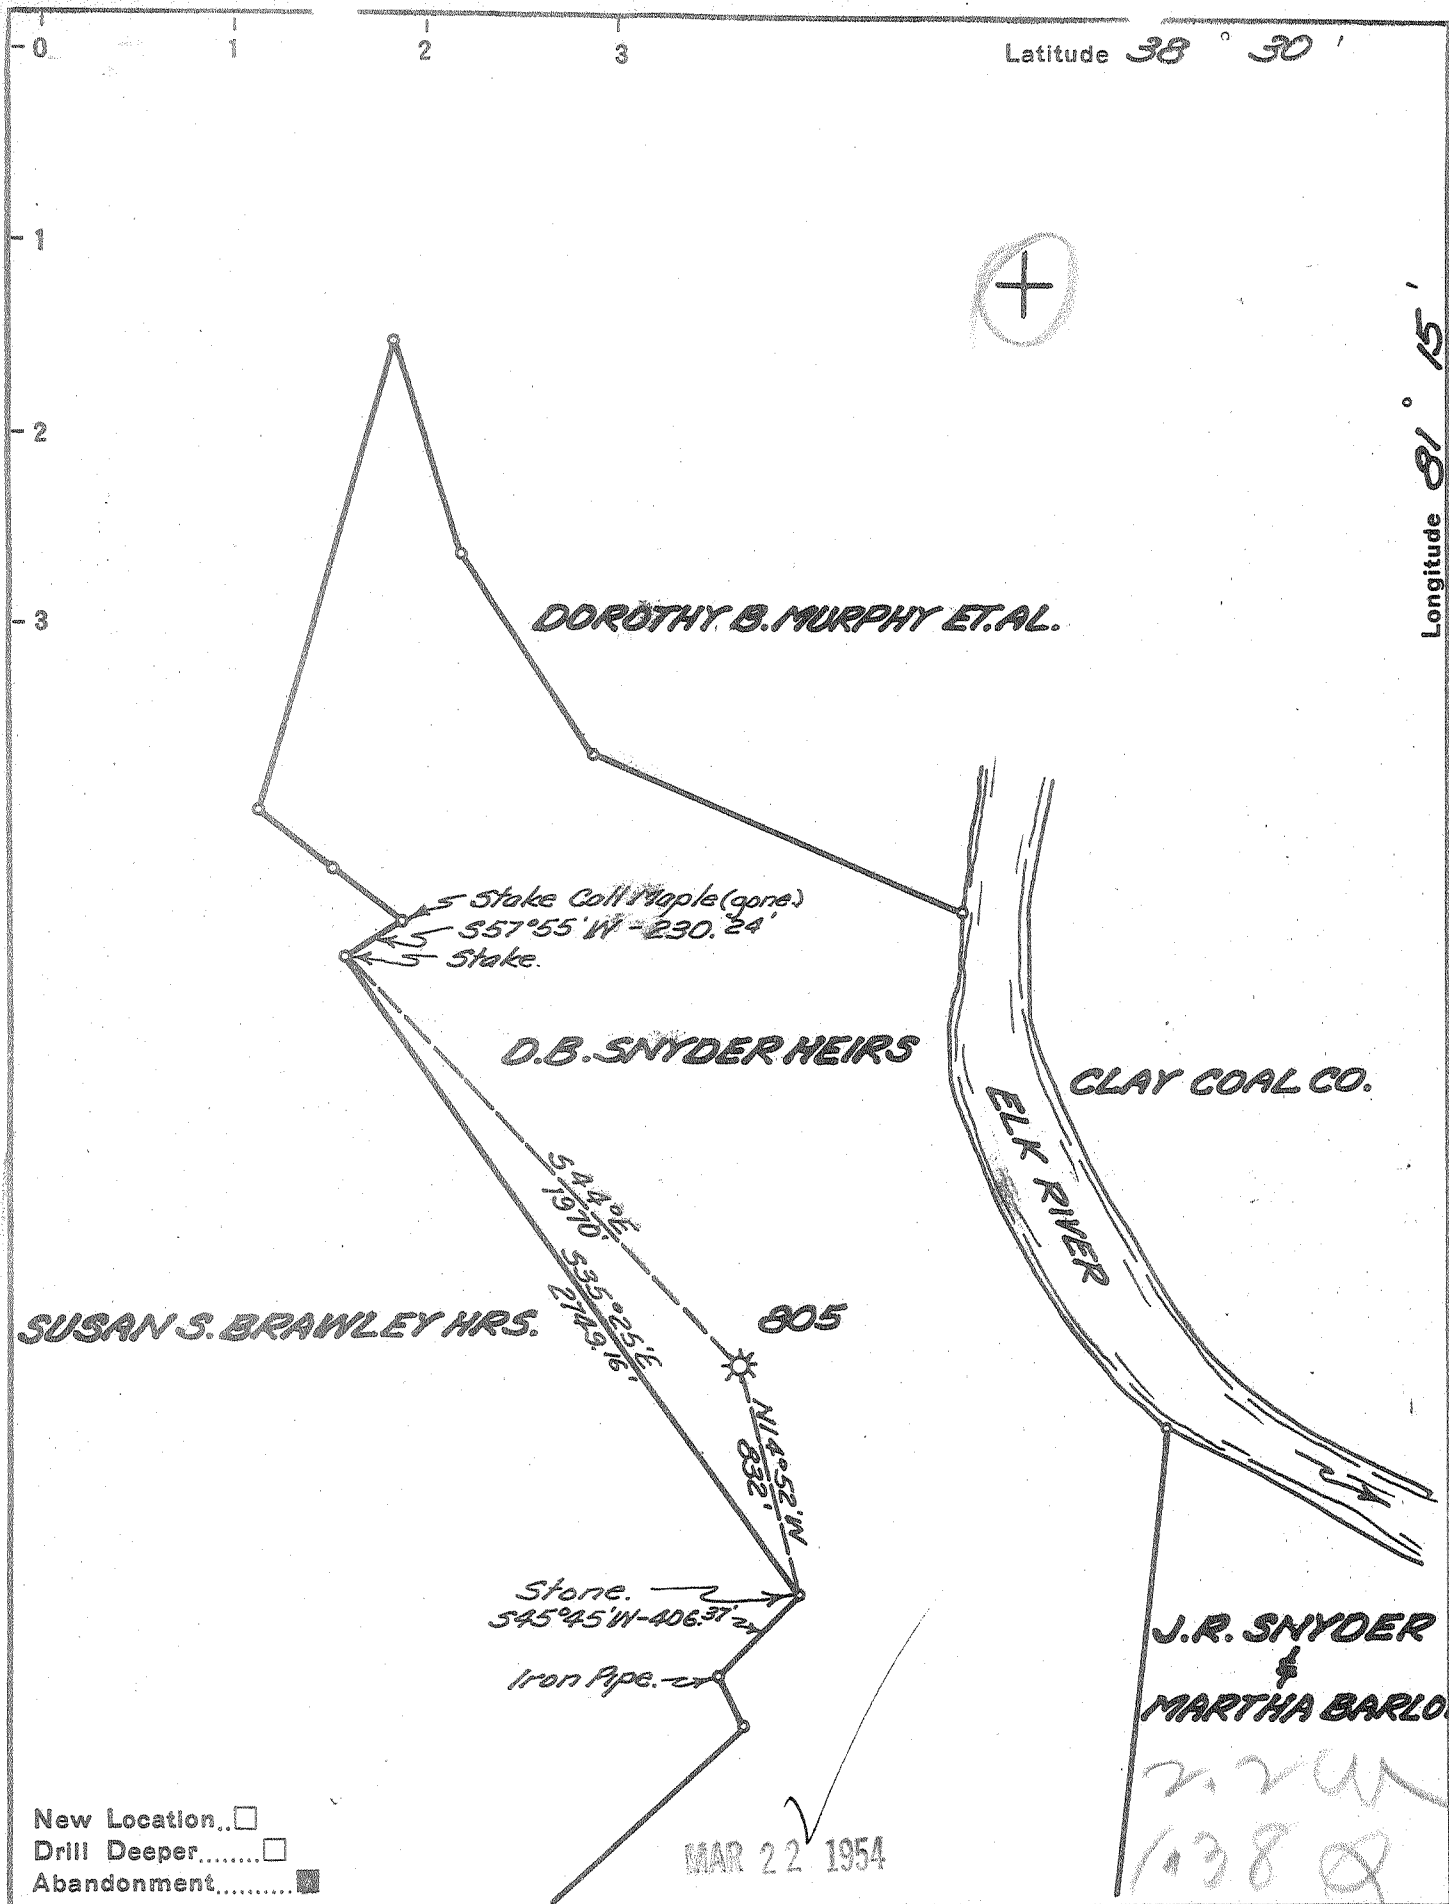 0 1 2 3
Latitude 38° 30'
1
2
3
Longitude 81° 15'
DOROTHY B. MURPHY ET. AL.
Stake Call Maple (gone)
S57°55'W - 230.24'
Stake.
D.B. SNYDER HEIRS
CLAY COAL CO.
ELK RIVER
S44°E
1970'
S35°25'E
2749.16'
SUSAN S. BRAWLEY HRS.
805
N14°52'W
832'
Stone.
S45°45'W-406.37'
Iron Pipe.
J.R. SNYDER
&
MARTHA BARLO
New Location..
Drill Deeper........
Abandonment..........
MAR 22 1954